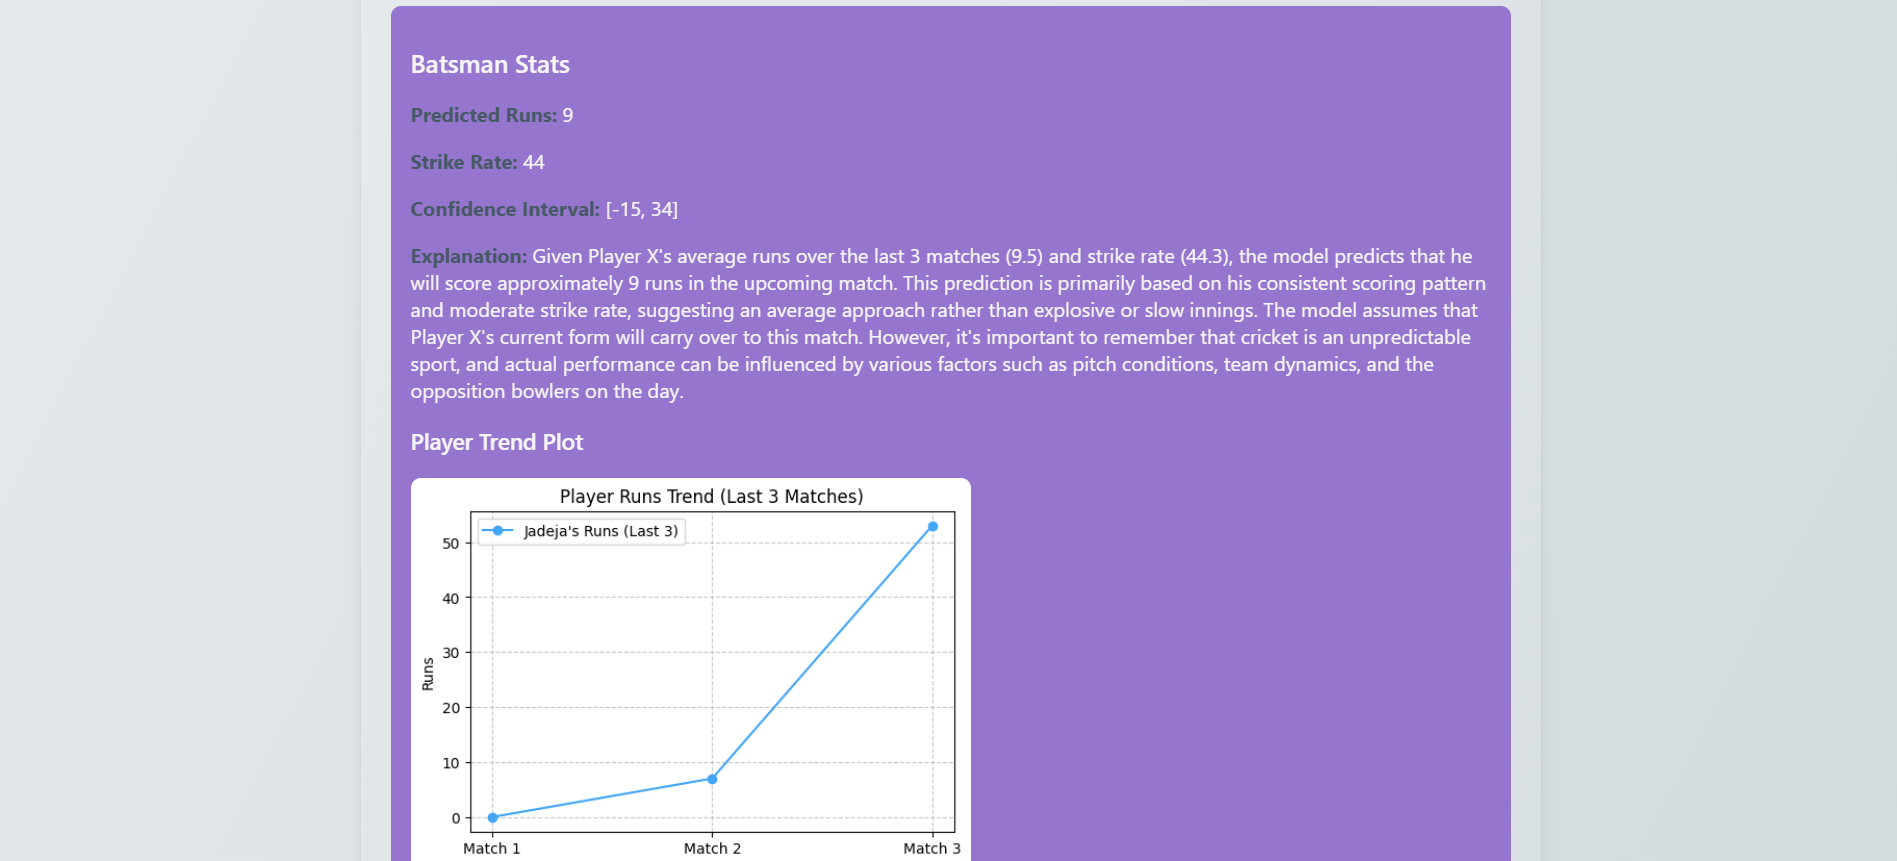 Batsman Stats
Predicted Runs: 9
Strike Rate: 44
Confidence Interval: [-15, 34]
Explanation: Given Player X's average runs over the last 3 matches (9.5) and strike rate (44.3), the model predicts that he
will score approximately 9 runs in the upcoming match. This prediction is primarily based on his consistent scoring pattern
and moderate strike rate, suggesting an average approach rather than explosive or slow innings. The model assumes that
Player X's current form will carry over to this match. However, it's important to remember that cricket is an unpredictable
sport, and actual performance can be influenced by various factors such as pitch conditions, team dynamics, and the
opposition bowlers on the day.
Player Trend Plot
Player Runs Trend (Last 3 Matches)
Jadeja's Runs (Last 3)
50
40
30
20
10
0
Runs
Match 1 Match 2 Match 3